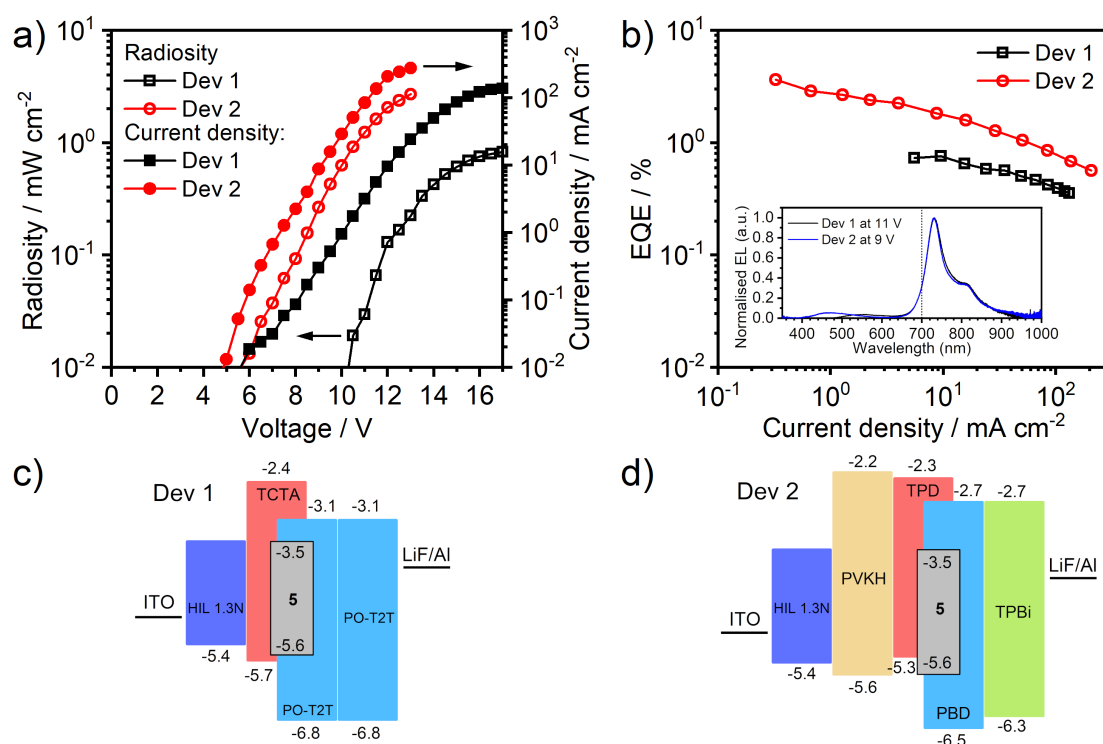 a)
Radiosity
Dev 1
Dev 2
Current density:
Dev 1
Dev 2
10^1
10^0
10^-1
10^-2
Radiosity / mW cm^-2
10^3
10^2
10^1
10^0
10^-1
10^-2
Current density / mA cm^-2
0 2 4 6 8 10 12 14 16
Voltage / V
b)
Dev 1
Dev 2
10^1
10^0
10^-1
10^-2
EQE / %
10^-1 10^0 10^1 10^2
Current density / mA cm^-2
Normalised EL (a.u.)
1.0
0.8
0.6
0.4
0.2
0.0
Dev 1 at 11 V
Dev 2 at 9 V
400 500 600 700 800 900 1000
Wavelength (nm)
c)
Dev 1
-2.4
TCTA
-3.1 -3.1
-3.5
LiF/Al
5
ITO
HIL 1.3N
PO-T2T
-5.6
-5.4
-5.7
PO-T2T
-6.8 -6.8
d)
Dev 2
-2.2 -2.3
TPD
-2.7 -2.7
-3.5
LiF/Al
PVKH
5
ITO
HIL 1.3N
TPBi
-5.6
-5.3
-5.4
-5.6
PBD
-6.3
-6.5